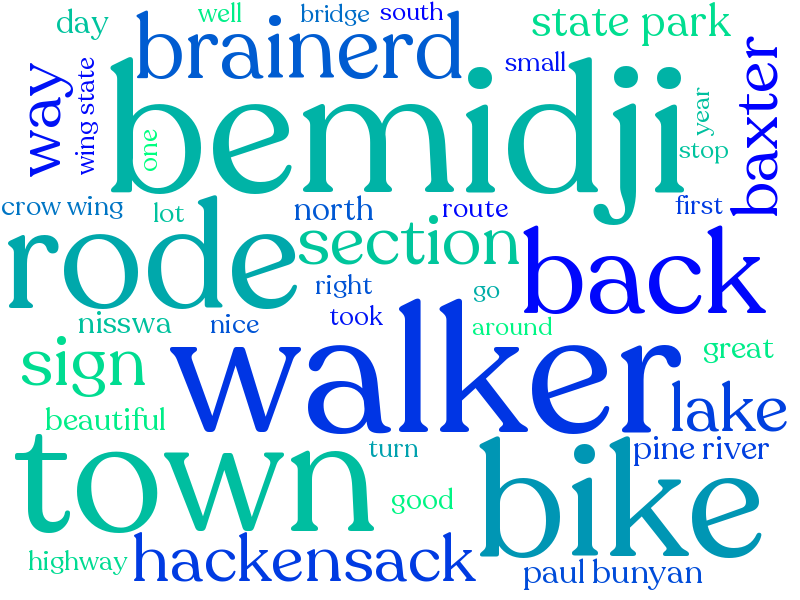 day
well
bridge
south
state park
brainerd
small
way
wing state
bemidji
one
year
stop
baxter
crow wing
lot
north
route
first
rode
section
back
right
go
nisswa
nice
took
around
great
sign
walker
lake
beautiful
town
turn
pine river
good
bike
highway
hackensack
paul bunyan